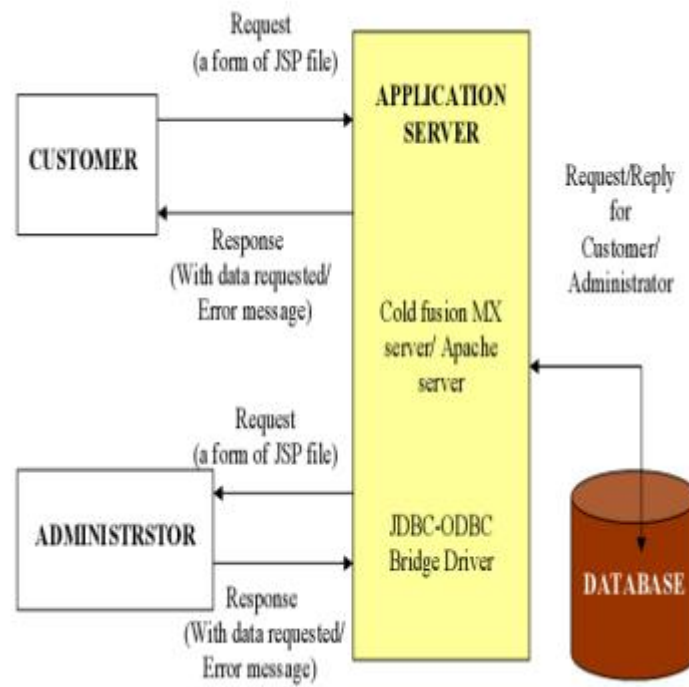 Request
(a form of JSP file)
CUSTOMER
Response
(With data requested/
Error message)
APPLICATION
SERVER
Cold fusion MX
server/ Apache
server
JDBC-ODBC
Bridge Driver
Request/Reply
for
Customer/
Administrator
Request
(a form of JSP file)
ADMINISTRSTOR
Response
(With data requested/
Error message)
DATABASE